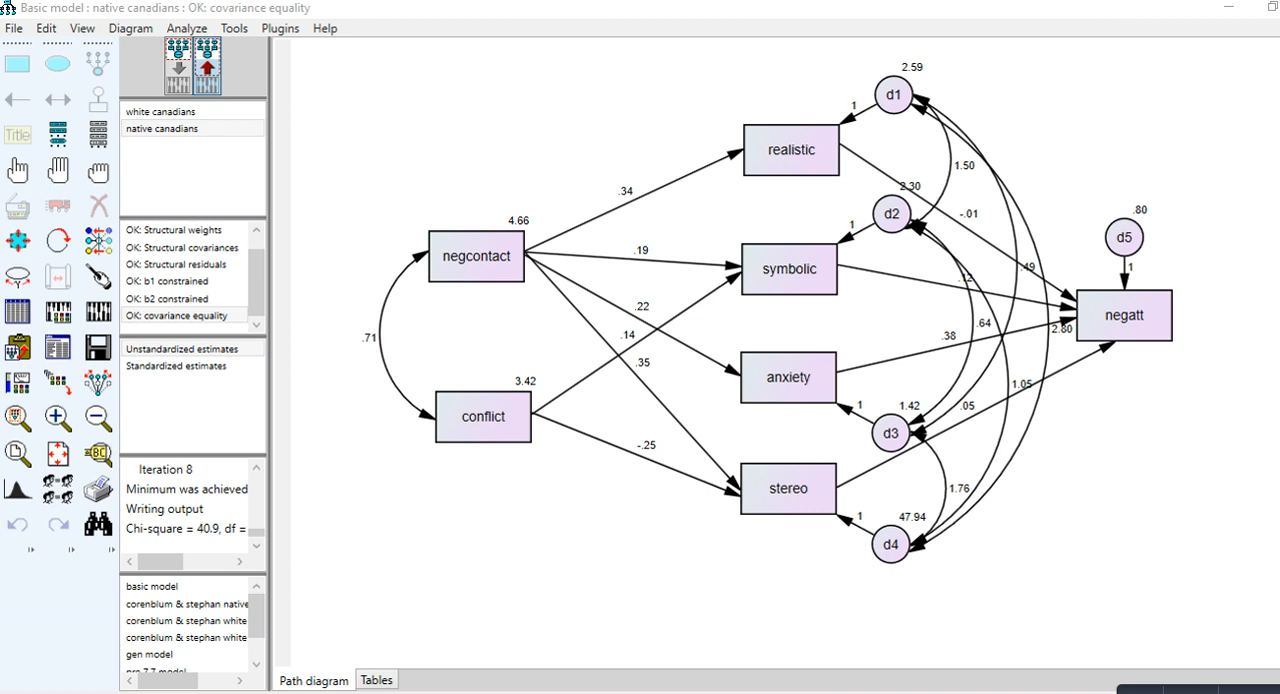 Basic model : native canadians : OK: covariance equality
File Edit View Diagram Analyze Tools Plugins Help
Title
white canadians
native canadians
OK: Structural weights
OK: Structural covariances
OK: Structural residuals
OK: b1 constrained
OK: b2 constrained
OK: covariance equality
Unstandardized estimates
Standardized estimates
Iteration 8
Minimum was achieved
Writing output
Chi-square = 40.9, df =
basic model
corenblum & stephan native
corenblum & stephan white
corenblum & stephan white
gen model
pre 7.7 model
ABC
2.59
d1
1
realistic
1.50
2.30
d2
1
-.01
.80
d5
1
.34
4.66
negcontact
.19
symbolic
.49
.12
negatt
.22
.14
.71
.35
.64
2.80
.38
anxiety
3.42
conflict
1.05
1
1.42
.05
d3
-.25
stereo
1.76
1
47.94
d4
Path diagram Tables